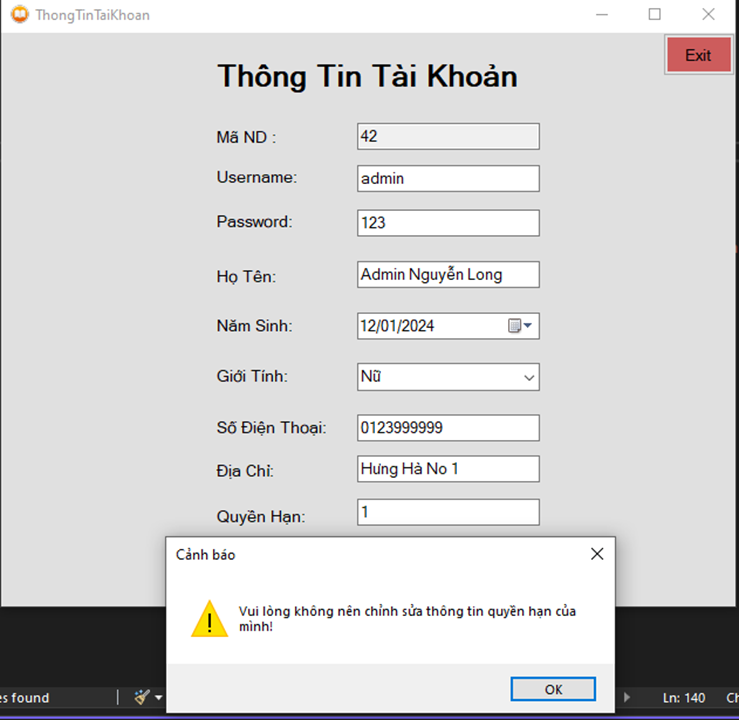 ThongTinTaiKhoan
Exit
Thông Tin Tài Khoản
Mã ND : 42
Username: admin
Password: 123
Họ Tên: Admin Nguyễn Long
Năm Sinh: 12/01/2024
Giới Tính: Nữ
Số Điện Thoại: 0123999999
Địa Chỉ: Hưng Hà No 1
Quyền Hạn: 1
Cảnh báo
Vui lòng không nên chỉnh sửa thông tin quyền hạn của
mình!
OK
es found
Ln: 140
Ch